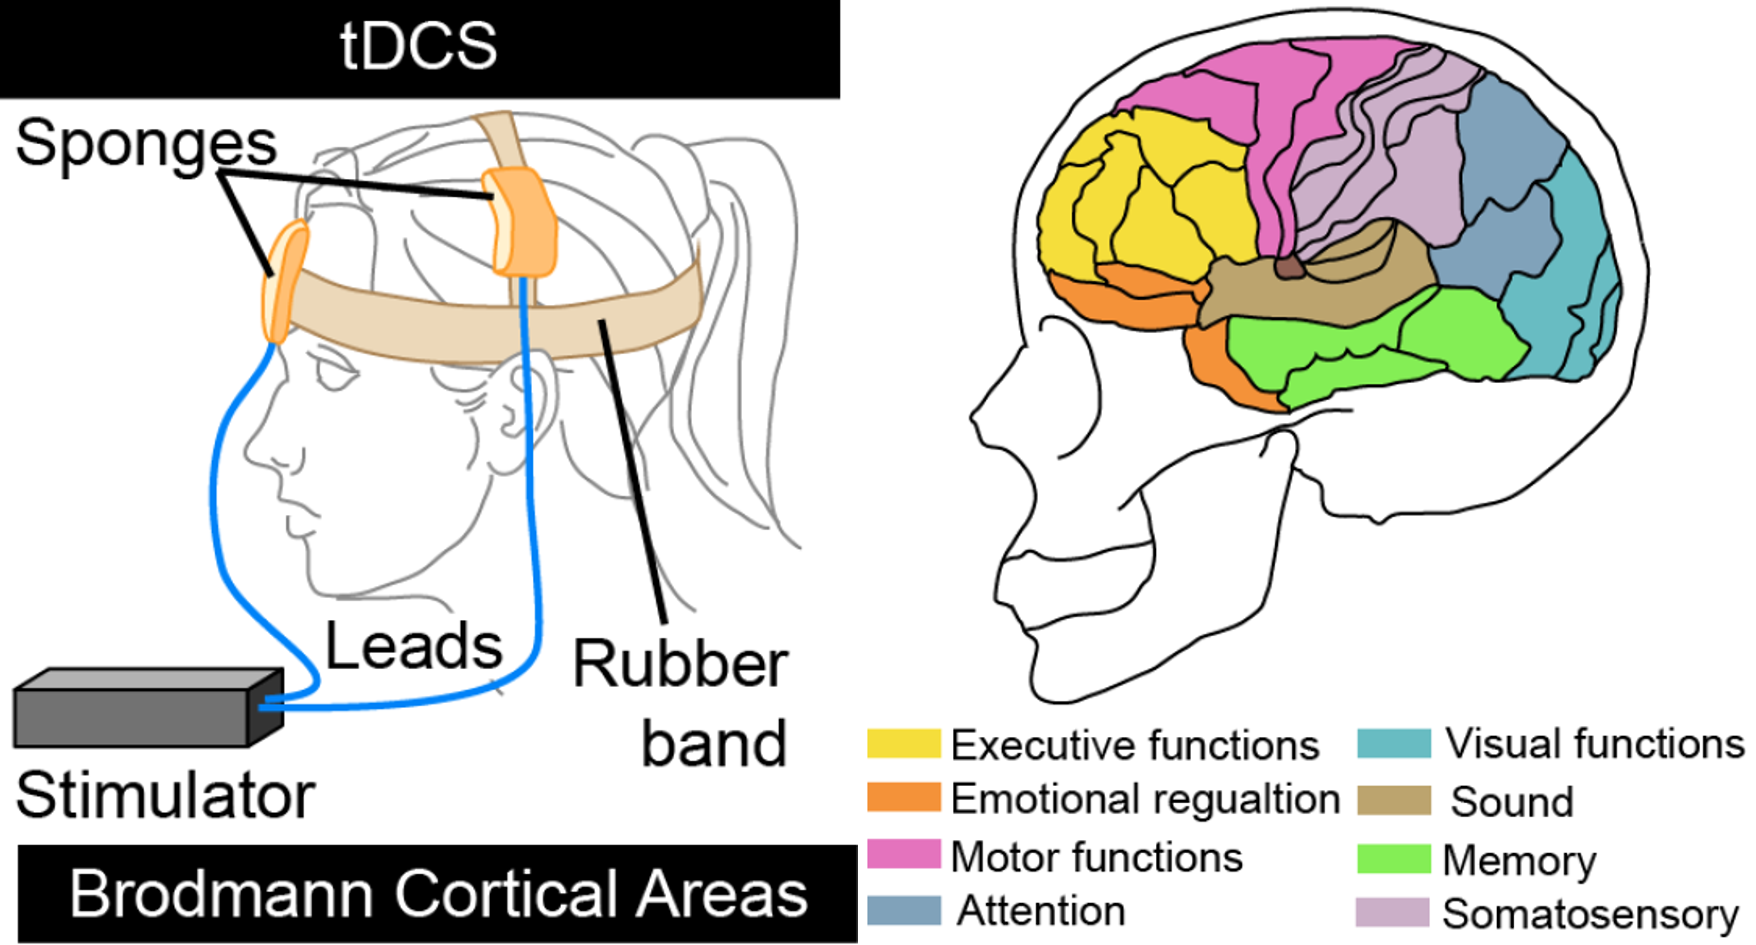 tDCS
Sponges
Leads
Rubber
band
Stimulator
Brodmann Cortical Areas
Executive functions
Emotional regualtion
Motor functions
Attention
Visual functions
Sound
Memory
Somatosensory